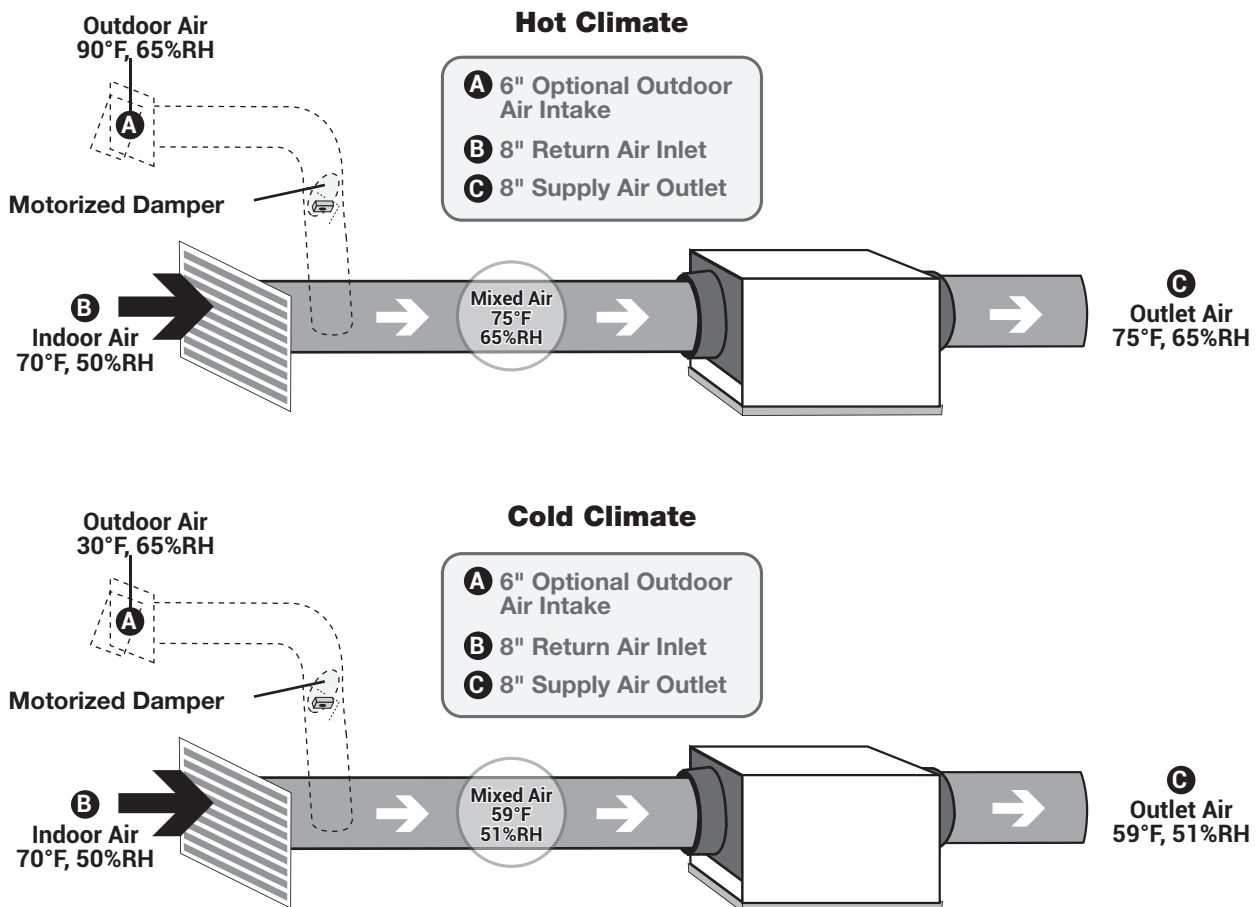 Hot Climate
Outdoor Air
90°F, 65%RH
A
A 6" Optional Outdoor
Air Intake
B 8" Return Air Inlet
C 8" Supply Air Outlet
Motorized Damper
B
Indoor Air
70°F, 50%RH
Mixed Air
75°F
65%RH
C
Outlet Air
75°F, 65%RH
Cold Climate
Outdoor Air
30°F, 65%RH
A
A 6" Optional Outdoor
Air Intake
B 8" Return Air Inlet
C 8" Supply Air Outlet
Motorized Damper
B
Indoor Air
70°F, 50%RH
Mixed Air
59°F
51%RH
C
Outlet Air
59°F, 51%RH